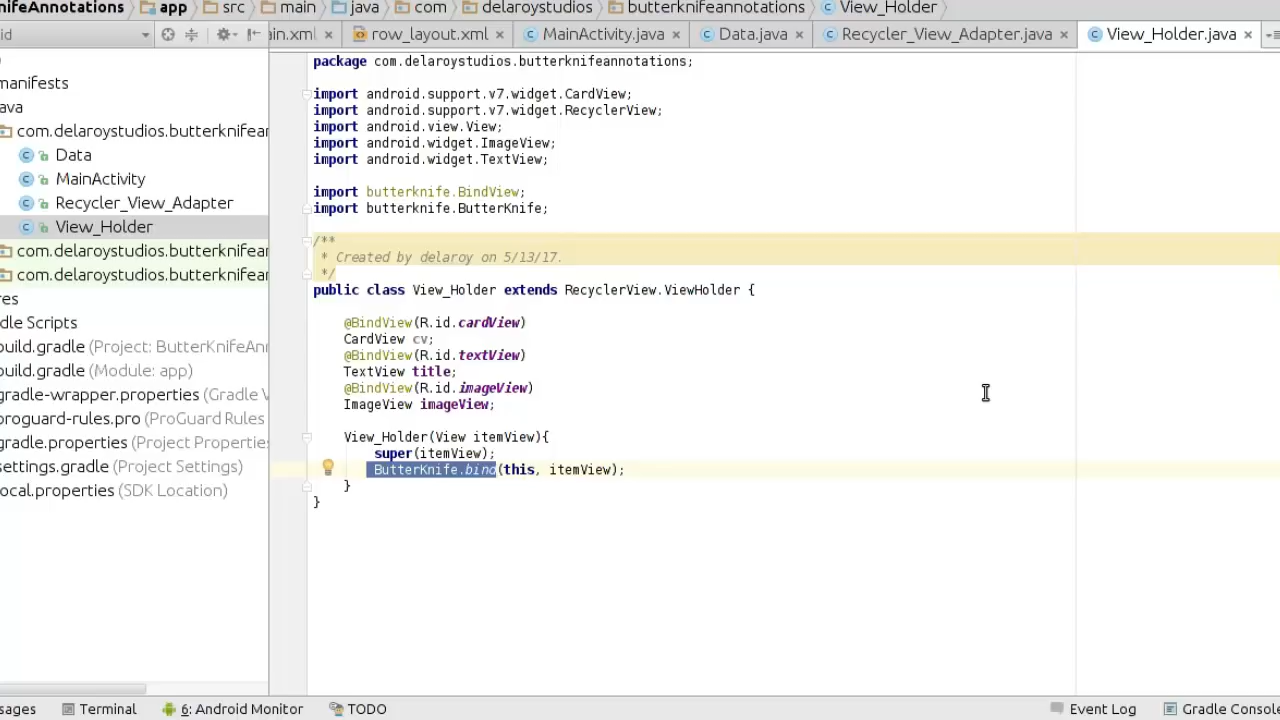 nifeAnnotations app src main java com delaroystudios butterknifeannotations View_Holder
id in.xml row_layout.xml MainActivity.java Data.java Recycler_View_Adapter.java View_Holder.java
manifests
ava
com.delaroystudios.butterknifear
Data
MainActivity
Recycler_View_Adapter
View_Holder
com.delaroystudios.butterknifear
com.delaroystudios.butterknifear
res
dle Scripts
build.gradle (Project: ButterKnifeAnn
build.gradle (Module: app)
gradle-wrapper.properties (Gradle V
proguard-rules.pro (ProGuard Rules
gradle.properties (Project Properties
settings.gradle (Project Settings)
local.properties (SDK Location)
package com.delaroystudios.butterknifeannotations;
import android.support.v7.widget.CardView;
import android.support.v7.widget.RecyclerView;
import android.view.View;
import android.widget.ImageView;
import android.widget.TextView;
import butterknife.BindView;
import butterknife.ButterKnife;
/**
* Created by delaroy on 5/13/17.
*/
public class View_Holder extends RecyclerView.ViewHolder {
@BindView(R.id.cardView)
CardView cv;
@BindView(R.id.textView)
TextView title;
@BindView(R.id.imageView)
ImageView imageView;
View_Holder(View itemView){
super(itemView);
ButterKnife.bind(this, itemView);
}
}
sages Terminal 6: Android Monitor TODO Event Log Gradle Consol